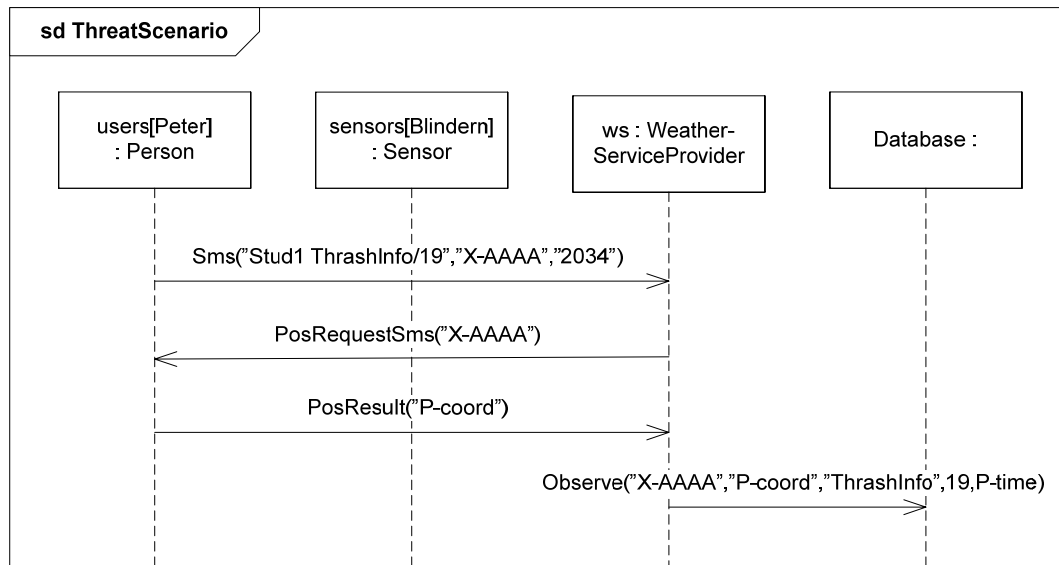 sd ThreatScenario
users[Peter]
: Person
sensors[Blindern]
: Sensor
ws : Weather-
ServiceProvider
Database :
Sms(”Stud1 ThrashInfo/19”,”X-AAAA”,”2034”)
PosRequestSms(”X-AAAA”)
PosResult(”P-coord”)
Observe(”X-AAAA”,”P-coord”,”ThrashInfo”,19,P-time)